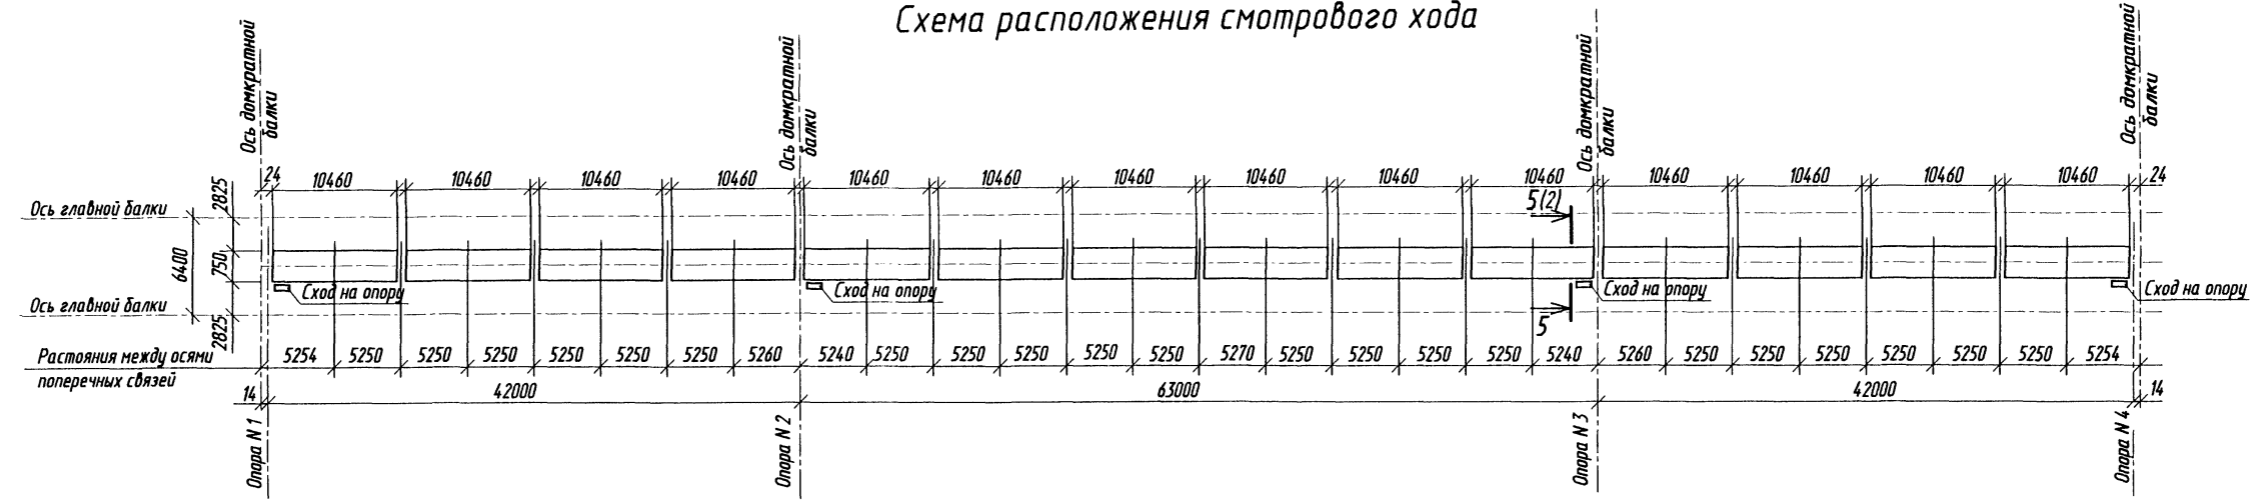 Схема расположения смотрового хода
Ось домкратной
балки
Ось домкратной
балки
Ось домкратной
балки
Ось домкратной
балки
24 10460 10460 10460 10460 10460 10460 10460 10460 10460 10460 10460 10460 10460 10460 24
2825
5(2)
Ось главной балки
6400
750
Сход на опору Сход на опору Сход на опору Сход на опору
Ось главной балки
2825
5
Растояния между осями
поперечных связей
5254 5250 5250 5250 5250 5250 5250 5260 5240 5250 5250 5250 5250 5250 5270 5250 5250 5250 5250 5240 5260 5250 5250 5250 5250 5250 5250 5254
14 42000 63000 42000 14
Опора N 1
Опора N 2
Опора N 3
Опора N 4